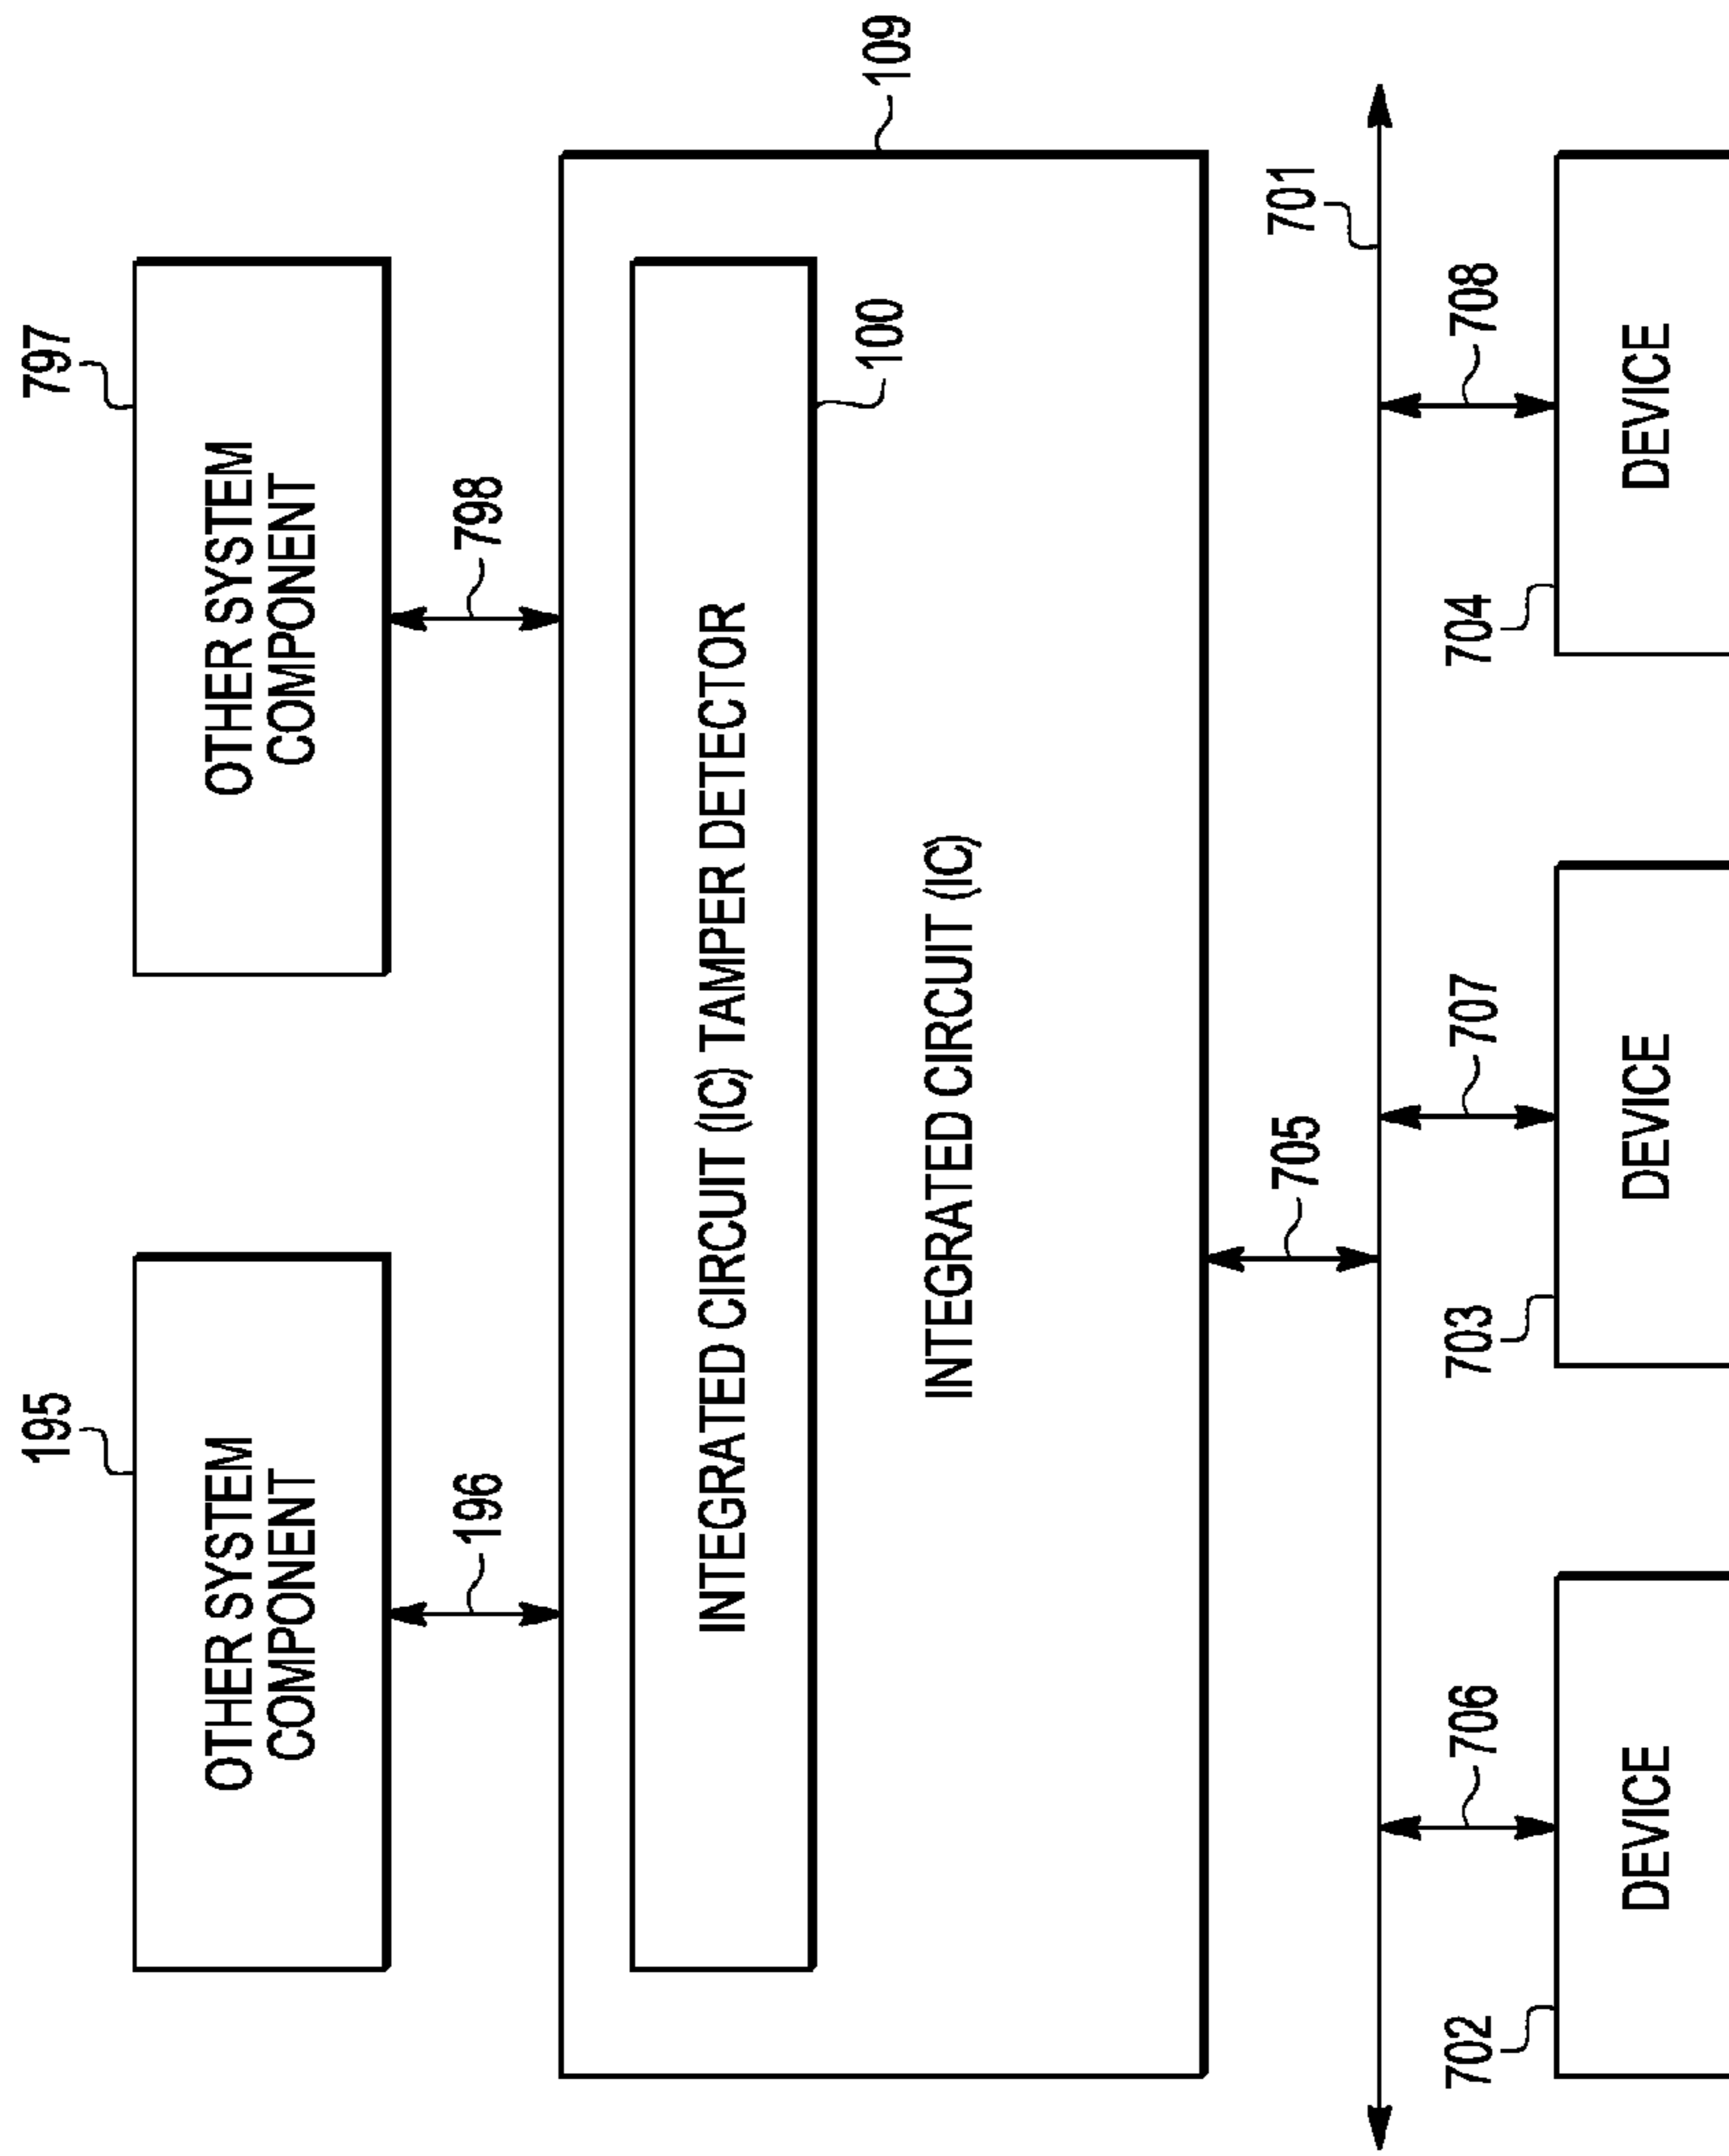 195
797
OTHER SYSTEM
COMPONENT
OTHER SYSTEM
COMPONENT
196
798
109
INTEGRATED CIRCUIT (IC) TAMPER DETECTOR
100
INTEGRATED CIRCUIT (IC)
705
701
706
707
708
702
703
704
DEVICE
DEVICE
DEVICE